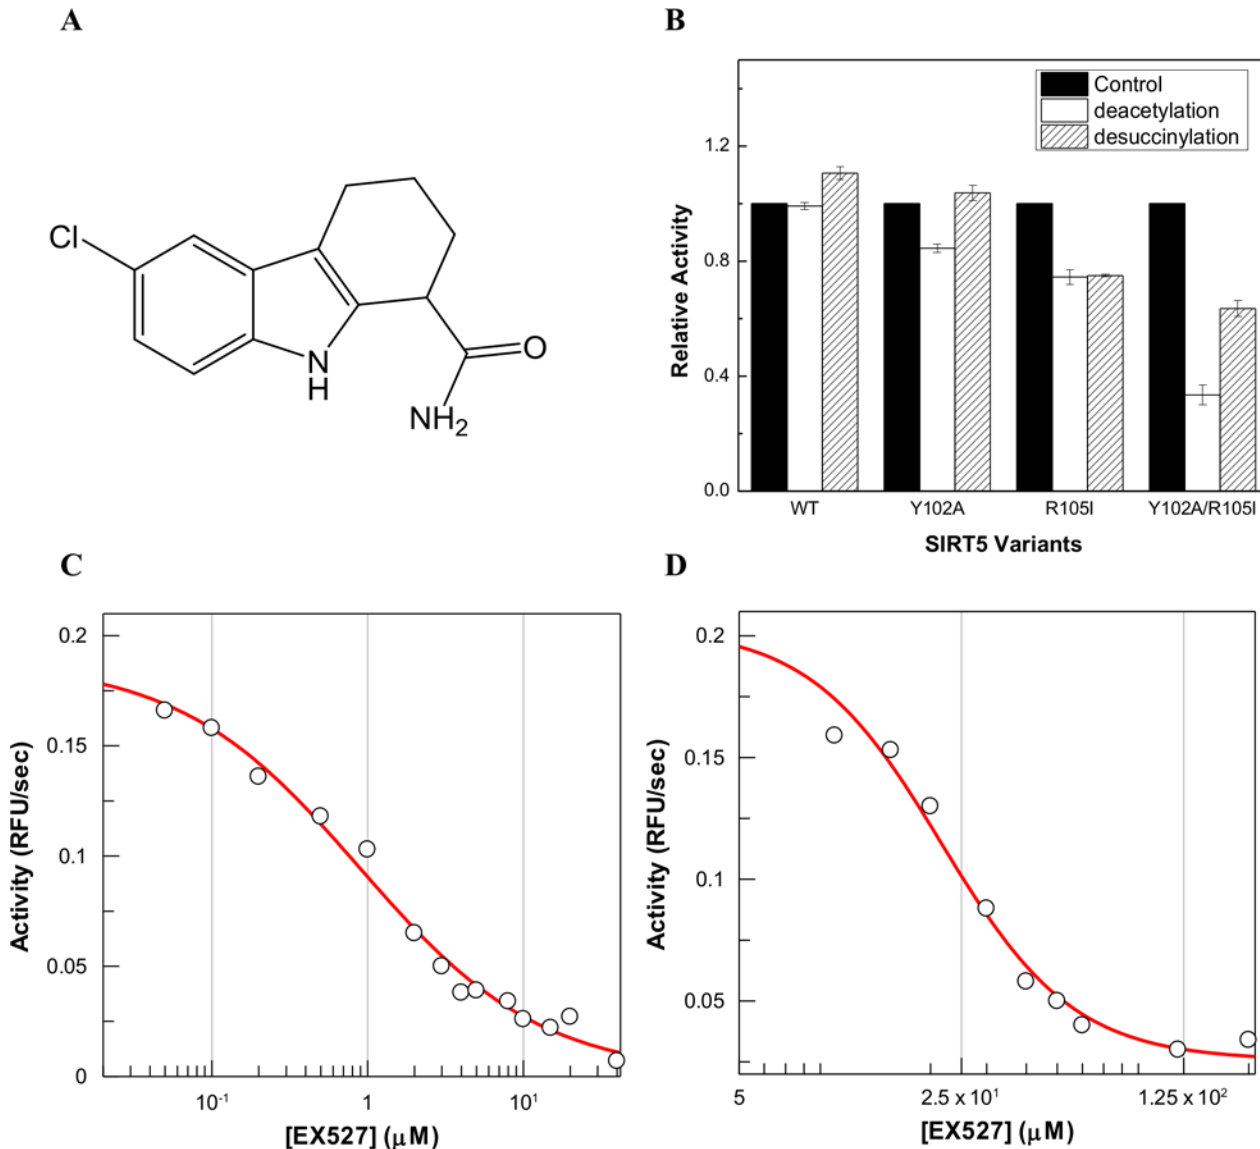 A
Cl
N
H
O
NH2
B
Control
deacetylation
desuccinylation
1.2
0.8
0.4
0.0
Relative Activity
WT Y102A R105I Y102A/R105I
SIRT5 Variants
C
0.2
0.15
0.1
0.05
0
Activity (RFU/sec)
10-1 1 101
[EX527] (μM)
D
0.2
0.15
0.1
0.05
Activity (RFU/sec)
5 2.5 x 101 1.25 x 102
[EX527] (μM)